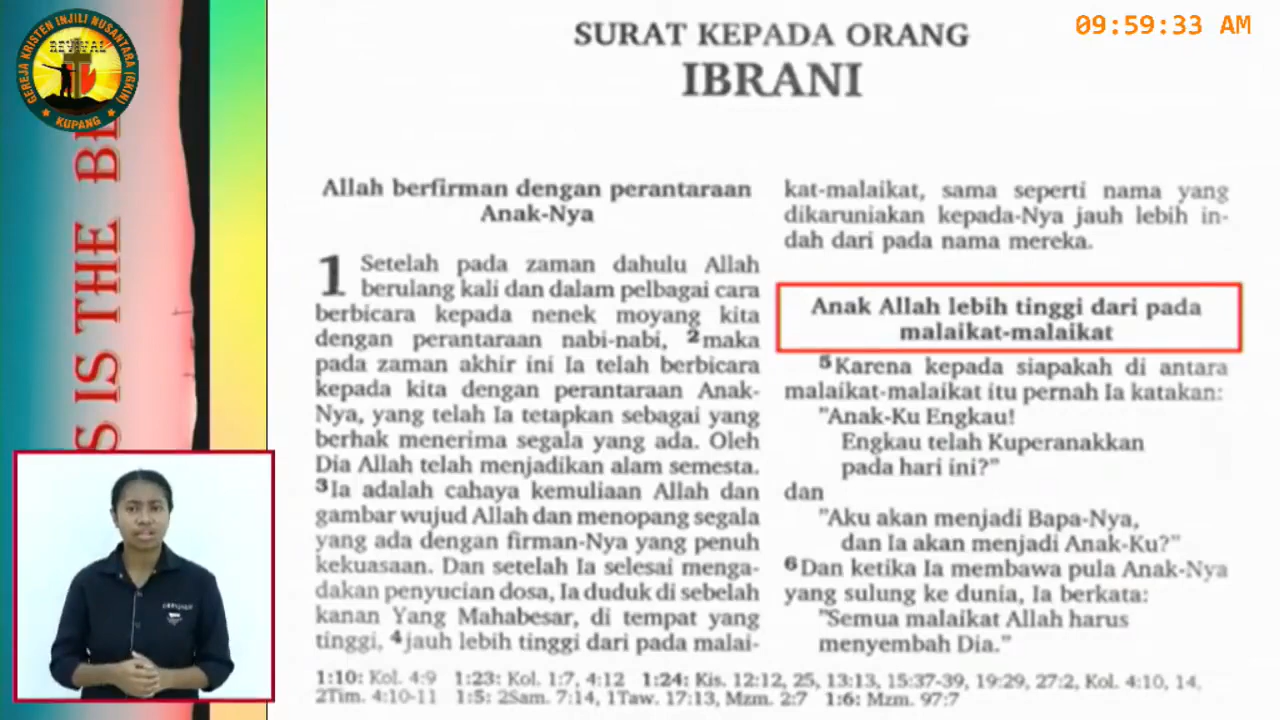 GEREJA KRISTEN INJILI NUSANTARA (GKIN)
REVIVAL
KUPANG
S IS THE BL
09:59:33 AM
SURAT KEPADA ORANG
IBRANI
Allah berfirman dengan perantaraan
Anak-Nya
1 Setelah pada zaman dahulu Allah
berulang kali dan dalam pelbagai cara
berbicara kepada nenek moyang kita
dengan perantaraan nabi-nabi, 2maka
pada zaman akhir ini Ia telah berbicara
kepada kita dengan perantaraan Anak-
Nya, yang telah Ia tetapkan sebagai yang
berhak menerima segala yang ada. Oleh
Dia Allah telah menjadikan alam semesta.
3Ia adalah cahaya kemuliaan Allah dan
gambar wujud Allah dan menopang segala
yang ada dengan firman-Nya yang penuh
kekuasaan. Dan setelah Ia selesai menga-
dakan penyucian dosa, Ia duduk di sebelah
kanan Yang Mahabesar, di tempat yang
tinggi, 4jauh lebih tinggi dari pada malai-
kat-malaikat, sama seperti nama yang
dikaruniakan kepada-Nya jauh lebih in-
dah dari pada nama mereka.
Anak Allah lebih tinggi dari pada
malaikat-malaikat
5Karena kepada siapakah di antara
malaikat-malaikat itu pernah Ia katakan:
"Anak-Ku Engkau!
Engkau telah Kuperanakkan
pada hari ini?"
dan
"Aku akan menjadi Bapa-Nya,
dan Ia akan menjadi Anak-Ku?"
6Dan ketika Ia membawa pula Anak-Nya
yang sulung ke dunia, Ia berkata:
"Semua malaikat Allah harus
menyembah Dia."
1:10: Kol. 4:9 1:23: Kol. 1:7, 4:12 1:24: Kis. 12:12, 25, 13:13, 15:37-39, 19:29, 27:2, Kol. 4:10, 14,
2Tim. 4:10-11 1:5: 2Sam. 7:14, 1Taw. 17:13, Mzm. 2:7 1:6: Mzm. 97:7